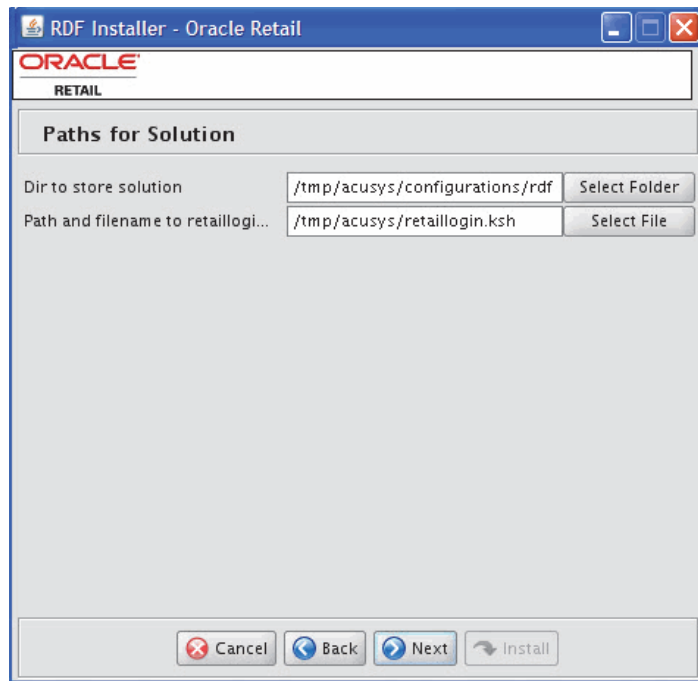 RDF Installer - Oracle Retail
ORACLE
RETAIL
Paths for Solution
Dir to store solution /tmp/acusys/configurations/rdf Select Folder
Path and filename to retaillogi... /tmp/acusys/retaillogin.ksh Select File
Cancel Back Next Install